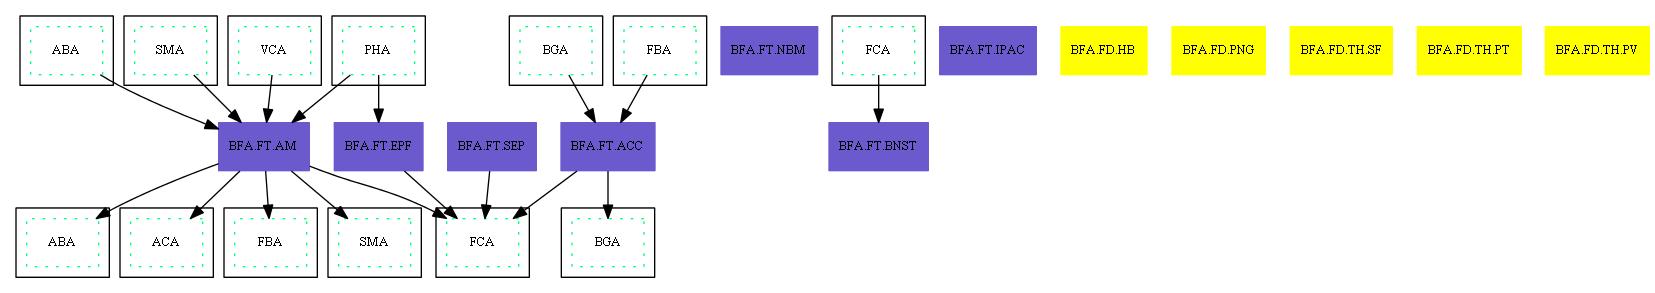 ABA
SMA
VCA
PHA
BGA
FBA
BFA.FT.NBM
FCA
BFA.FT.IPAC
BFA.FD.HB
BFA.FD.PNG
BFA.FD.TH.SF
BFA.FD.TH.PT
BFA.FD.TH.PV
BFA.FT.AM
BFA.FT.EPF
BFA.FT.SEP
BFA.FT.ACC
BFA.FT.BNST
ABA
ACA
FBA
SMA
FCA
BGA